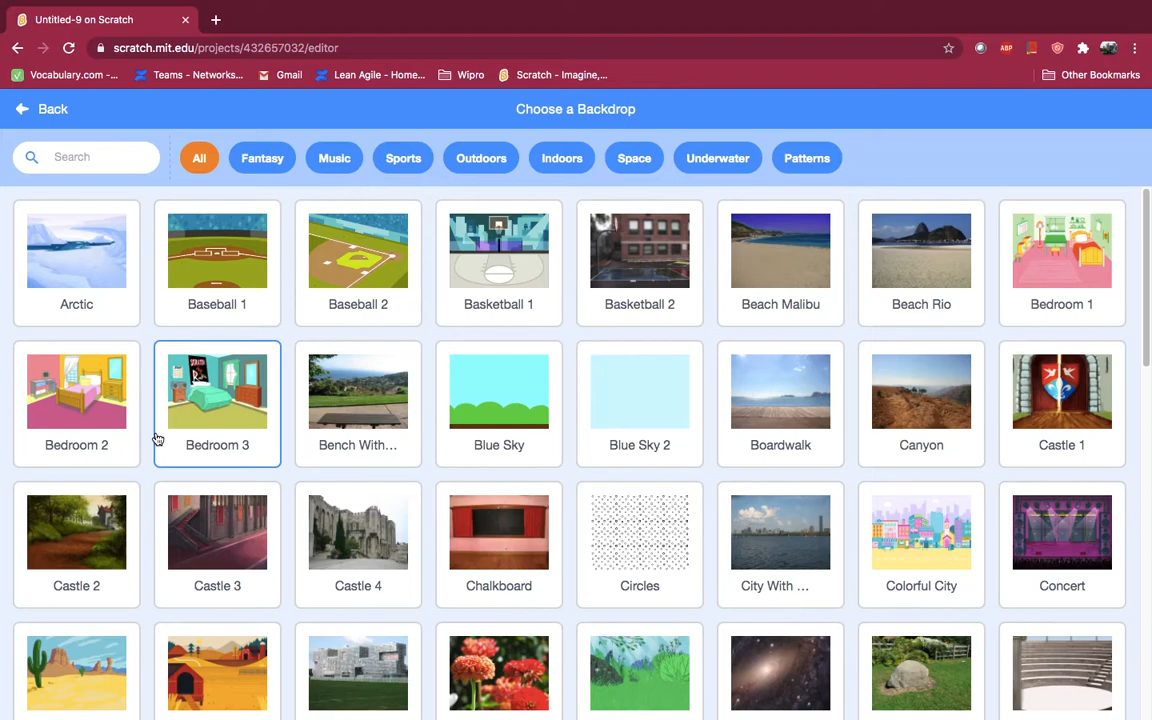 Untitled-9 on Scratch
scratch.mit.edu/projects/432657032/editor
ABP
Vocabulary.com -...
Teams - Networks...
Gmail
Lean Agile - Home...
Wipro
Scratch - Imagine,...
Other Bookmarks
Back
Choose a Backdrop
Search
All
Fantasy
Music
Sports
Outdoors
Indoors
Space
Underwater
Patterns
Arctic
Baseball 1
Baseball 2
Basketball 1
Basketball 2
Beach Malibu
Beach Rio
Bedroom 1
Bedroom 2
Bedroom 3
Bench With...
Blue Sky
Blue Sky 2
Boardwalk
Canyon
Castle 1
Castle 2
Castle 3
Castle 4
Chalkboard
Circles
City With ...
Colorful City
Concert